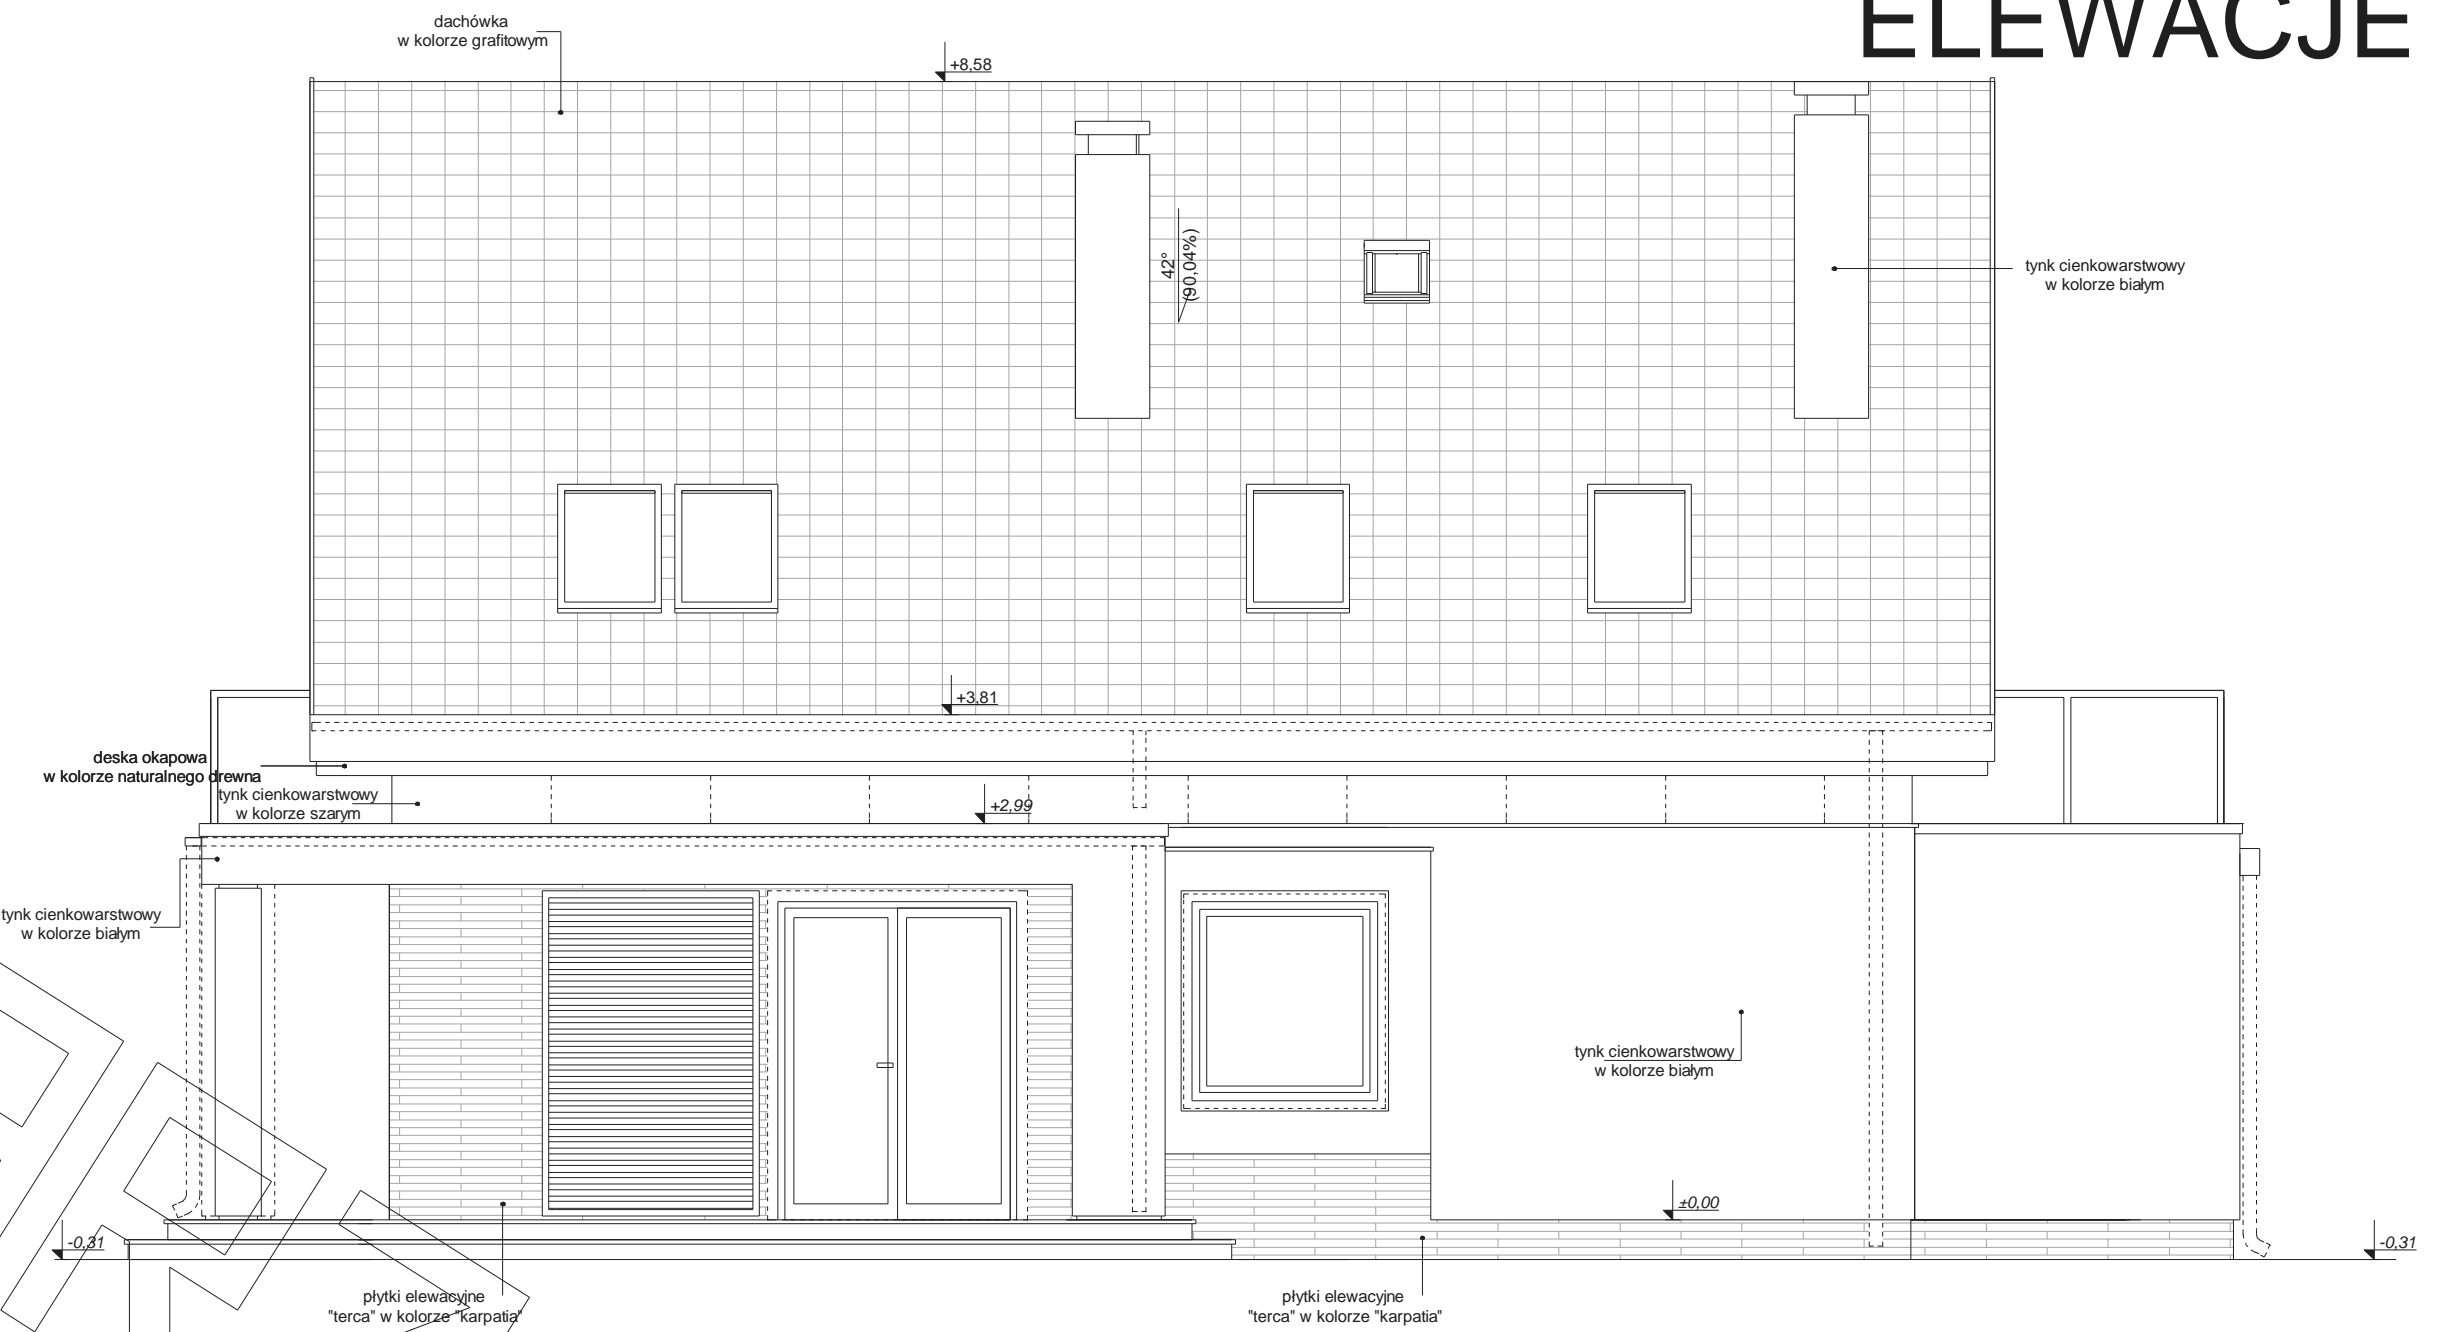 ELEWACJE
dachówka
w kolorze grafitowym
+8,58
42°
(90,04%)
tynk cienkowarstwowy
w kolorze białym
+3,81
deska okapowa
w kolorze naturalnego drewna
tynk cienkowarstwowy
w kolorze szarym
+2,99
tynk cienkowarstwowy
w kolorze białym
tynk cienkowarstwowy
w kolorze białym
±0,00
-0,31
-0,31
płytki elewacyjne
"terca" w kolorze "karpatia"
płytki elewacyjne
"terca" w kolorze "karpatia"